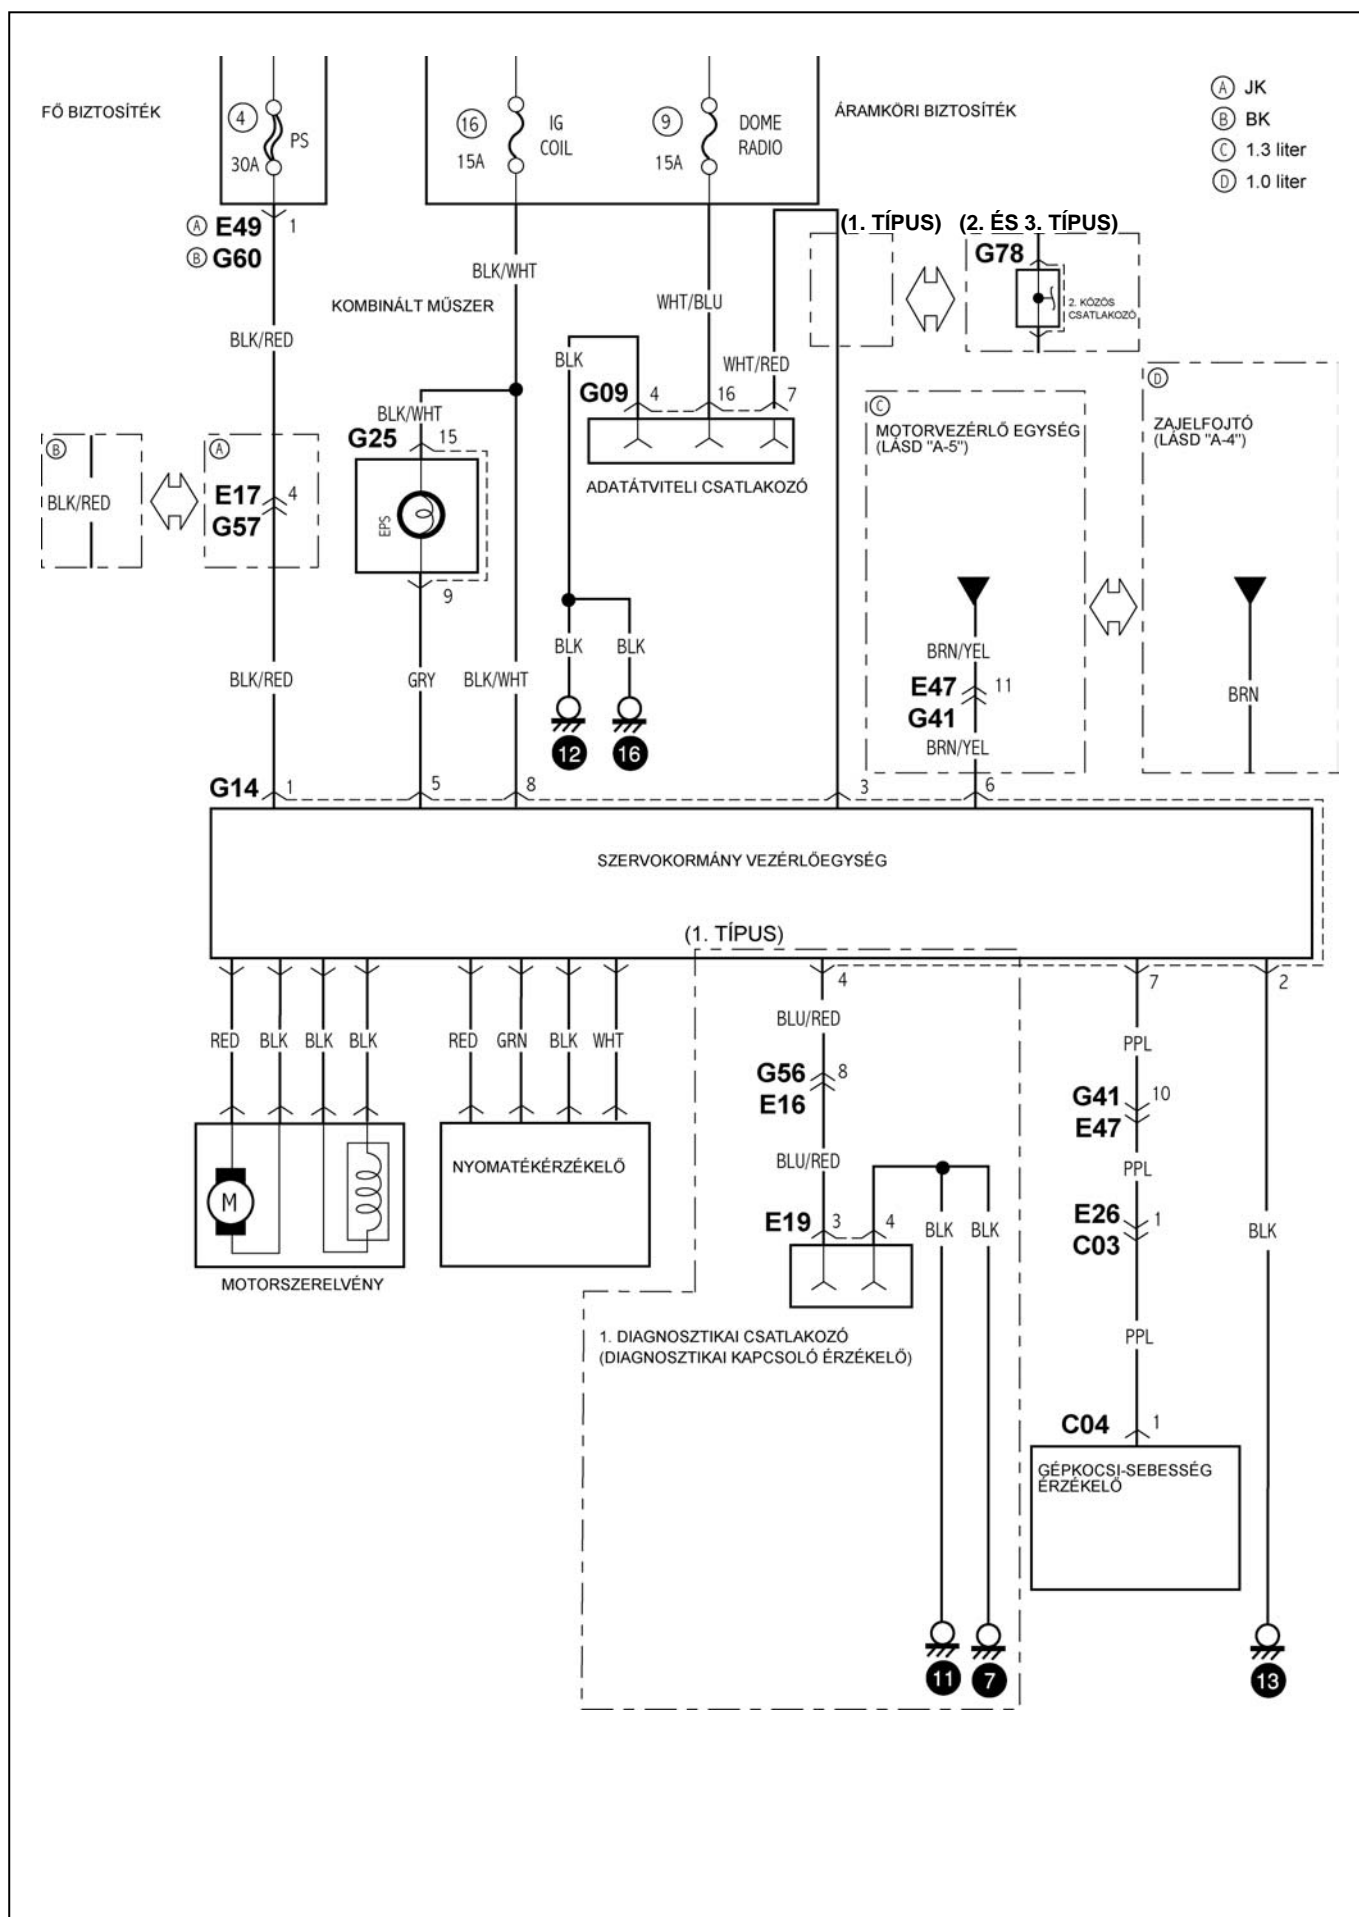 FŐ BIZTOSÍTÉK
4
PS
30A
16
IG
COIL
15A
9
DOME
RADIO
15A
ÁRAMKÖRI BIZTOSÍTÉK
A JK
B BK
C 1.3 liter
D 1.0 liter
A E49 1
B G60
(1. TÍPUS) (2. ÉS 3. TÍPUS)
G78
2. KÖZÖS
CSATLAKOZÓ
BLK/WHT
KOMBINÁLT MŰSZER
WHT/BLU
BLK/RED
BLK
WHT/RED
G09 4 16 7
ADATÁTVITELI CSATLAKOZÓ
BLK/WHT
G25 15
EPS
9
B
BLK/RED
A
E17 4
G57
C
MOTORVEZÉRLŐ EGYSÉG
(LÁSD "A-5")
D
ZAJELFOJTÓ
(LÁSD "A-4")
BLK BLK
BRN/YEL
BLK/RED GRY BLK/WHT
E47 11
G41
BRN
BRN/YEL
12 16
G14 1 5 8 3 6
SZERVOKORMÁNY VEZÉRLŐEGYSÉG
(1. TÍPUS)
4 7 2
BLU/RED
RED BLK BLK BLK RED GRN BLK WHT
PPL
G56 8
E16
G41 10
E47
NYOMATÉKÉRZÉKELŐ
BLU/RED
PPL
M
E19 3 4
BLK BLK
E26 1
C03
BLK
MOTORSZERELVÉNY
1. DIAGNOSZTIKAI CSATLAKOZÓ
(DIAGNOSZTIKAI KAPCSOLÓ ÉRZÉKELŐ)
PPL
C04 1
GÉPKOCSI-SEBESSÉG
ÉRZÉKELŐ
11 7 13